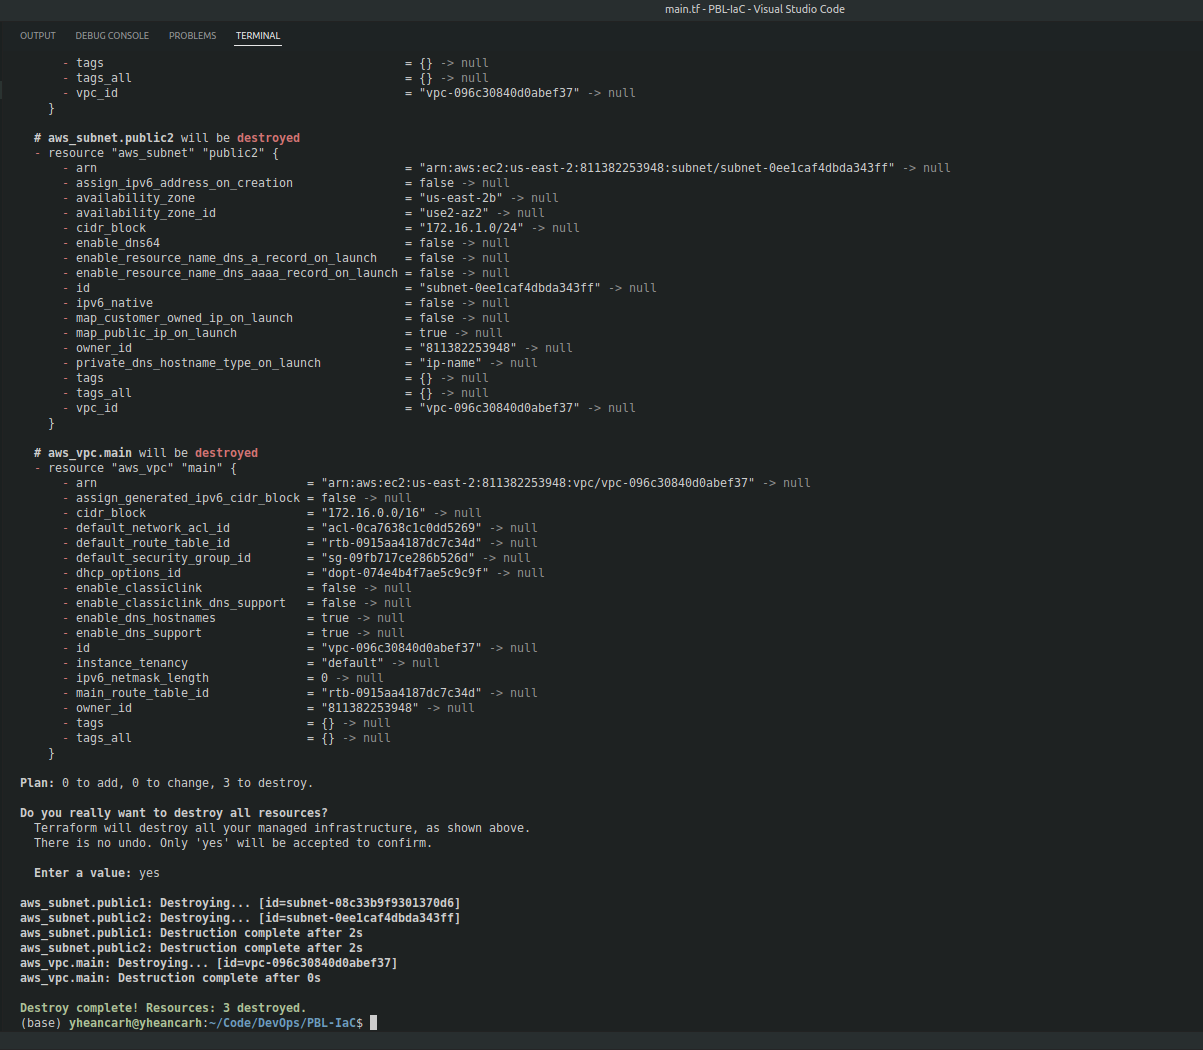 main.tf - PBL-IaC - Visual Studio Code
OUTPUT DEBUG CONSOLE PROBLEMS TERMINAL
- tags = {} -> null
- tags_all = {} -> null
- vpc_id = "vpc-096c30840d0abef37" -> null
}
# aws_subnet.public2 will be destroyed
- resource "aws_subnet" "public2" {
- arn = "arn:aws:ec2:us-east-2:811382253948:subnet/subnet-0ee1caf4dbda343ff" -> null
- assign_ipv6_address_on_creation = false -> null
- availability_zone = "us-east-2b" -> null
- availability_zone_id = "use2-az2" -> null
- cidr_block = "172.16.1.0/24" -> null
- enable_dns64 = false -> null
- enable_resource_name_dns_a_record_on_launch = false -> null
- enable_resource_name_dns_aaaa_record_on_launch = false -> null
- id = "subnet-0ee1caf4dbda343ff" -> null
- ipv6_native = false -> null
- map_customer_owned_ip_on_launch = false -> null
- map_public_ip_on_launch = true -> null
- owner_id = "811382253948" -> null
- private_dns_hostname_type_on_launch = "ip-name" -> null
- tags = {} -> null
- tags_all = {} -> null
- vpc_id = "vpc-096c30840d0abef37" -> null
}
# aws_vpc.main will be destroyed
- resource "aws_vpc" "main" {
- arn = "arn:aws:ec2:us-east-2:811382253948:vpc/vpc-096c30840d0abef37" -> null
- assign_generated_ipv6_cidr_block = false -> null
- cidr_block = "172.16.0.0/16" -> null
- default_network_acl_id = "acl-0ca7638c1c0dd5269" -> null
- default_route_table_id = "rtb-0915aa4187dc7c34d" -> null
- default_security_group_id = "sg-09fb717ce286b526d" -> null
- dhcp_options_id = "dopt-074e4b4f7ae5c9c9f" -> null
- enable_classiclink = false -> null
- enable_classiclink_dns_support = false -> null
- enable_dns_hostnames = true -> null
- enable_dns_support = true -> null
- id = "vpc-096c30840d0abef37" -> null
- instance_tenancy = "default" -> null
- ipv6_netmask_length = 0 -> null
- main_route_table_id = "rtb-0915aa4187dc7c34d" -> null
- owner_id = "811382253948" -> null
- tags = {} -> null
- tags_all = {} -> null
}
Plan: 0 to add, 0 to change, 3 to destroy.
Do you really want to destroy all resources?
Terraform will destroy all your managed infrastructure, as shown above.
There is no undo. Only 'yes' will be accepted to confirm.
Enter a value: yes
aws_subnet.public1: Destroying... [id=subnet-08c33b9f9301370d6]
aws_subnet.public2: Destroying... [id=subnet-0ee1caf4dbda343ff]
aws_subnet.public1: Destruction complete after 2s
aws_subnet.public2: Destruction complete after 2s
aws_vpc.main: Destroying... [id=vpc-096c30840d0abef37]
aws_vpc.main: Destruction complete after 0s
Destroy complete! Resources: 3 destroyed.
(base) yheancarh@yheancarh:~/Code/DevOps/PBL-IaC$